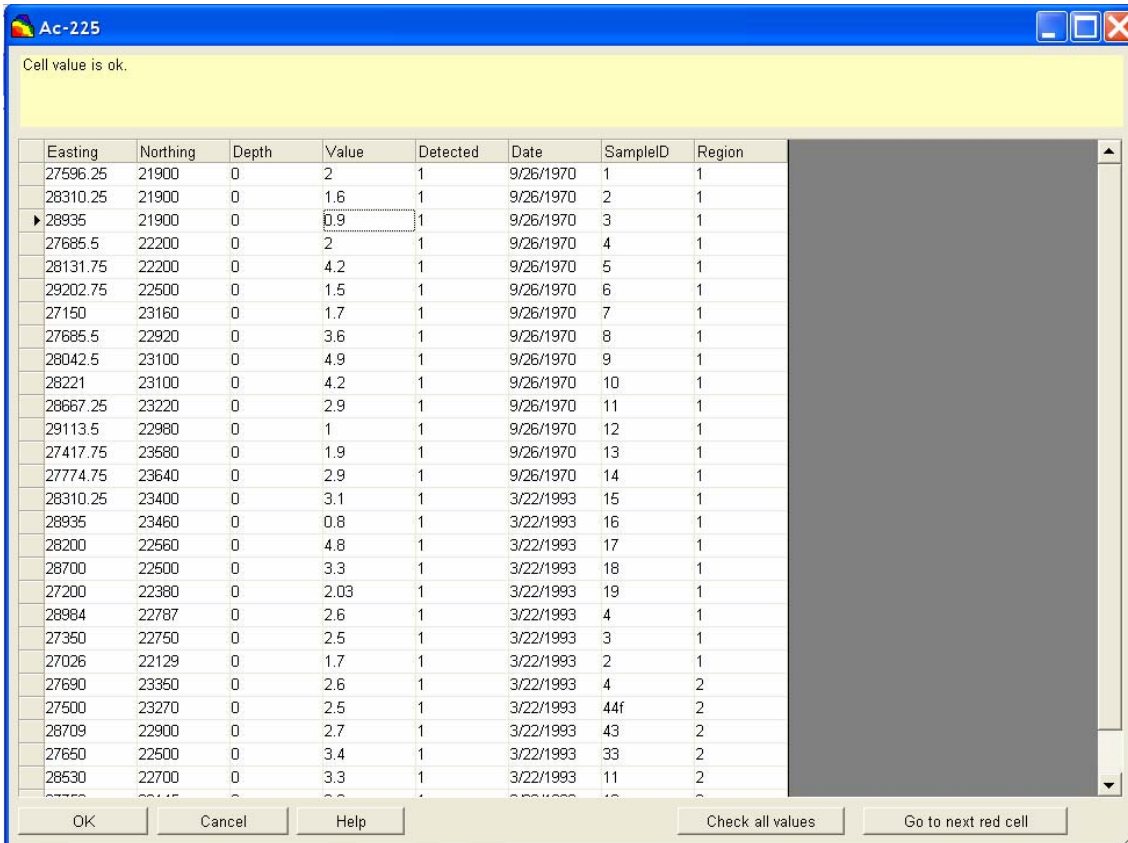 Ac-225
Cell value is ok.
Easting Northing Depth Value Detected Date SampleID Region
27596.25 21900 0 2 1 9/26/1970 1 1
28310.25 21900 0 1.6 1 9/26/1970 2 1
28935 21900 0 0.9 1 9/26/1970 3 1
27685.5 22200 0 2 1 9/26/1970 4 1
28131.75 22200 0 4.2 1 9/26/1970 5 1
29202.75 22500 0 1.5 1 9/26/1970 6 1
27150 23160 0 1.7 1 9/26/1970 7 1
27685.5 22920 0 3.6 1 9/26/1970 8 1
28042.5 23100 0 4.9 1 9/26/1970 9 1
28221 23100 0 4.2 1 9/26/1970 10 1
28667.25 23220 0 2.9 1 9/26/1970 11 1
29113.5 22980 0 1 1 9/26/1970 12 1
27417.75 23580 0 1.9 1 9/26/1970 13 1
27774.75 23640 0 2.9 1 9/26/1970 14 1
28310.25 23400 0 3.1 1 3/22/1993 15 1
28935 23460 0 0.8 1 3/22/1993 16 1
28200 22560 0 4.8 1 3/22/1993 17 1
28700 22500 0 3.3 1 3/22/1993 18 1
27200 22380 0 2.03 1 3/22/1993 19 1
28984 22787 0 2.6 1 3/22/1993 4 1
27350 22750 0 2.5 1 3/22/1993 3 1
27026 22129 0 1.7 1 3/22/1993 2 1
27690 23350 0 2.6 1 3/22/1993 4 2
27500 23270 0 2.5 1 3/22/1993 44f 2
28709 22900 0 2.7 1 3/22/1993 43 2
27650 22500 0 3.4 1 3/22/1993 33 2
28530 22700 0 3.3 1 3/22/1993 11 2
OK Cancel Help Check all values Go to next red cell